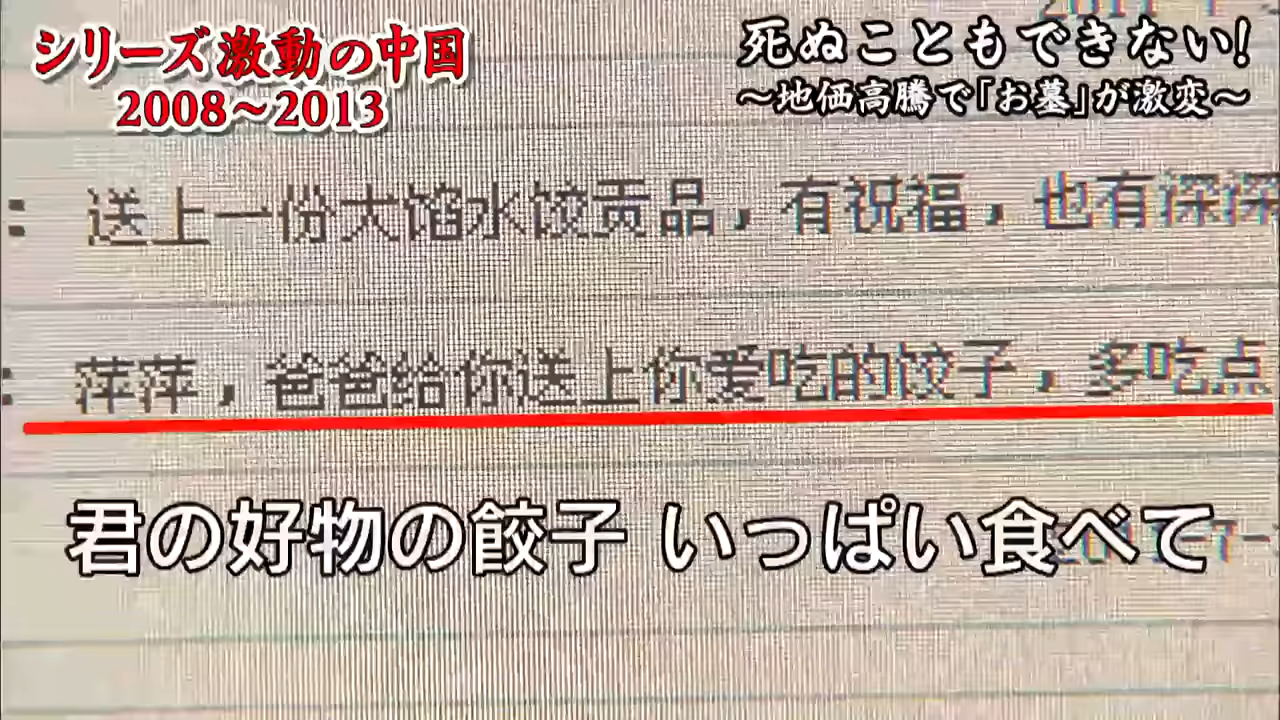 シリーズ激動の中国
2008～2013
死ぬこともできない!
～地価高騰で「お墓」が激変～
：送上一份大馅水饺贡品，有祝福，也有深深
：萍萍，爸爸给你送上你爱吃的饺子，多吃点
君の好物の餃子 いっぱい食べて